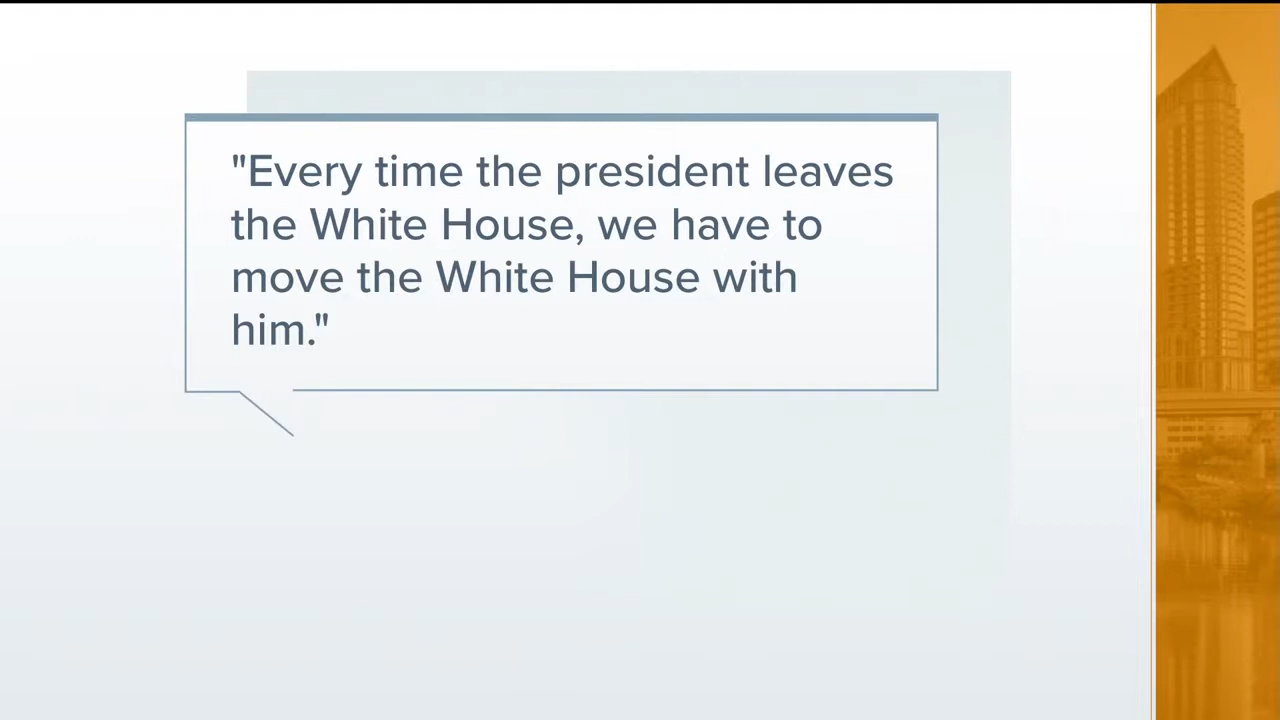 "Every time the president leaves
the White House, we have to
move the White House with
him."